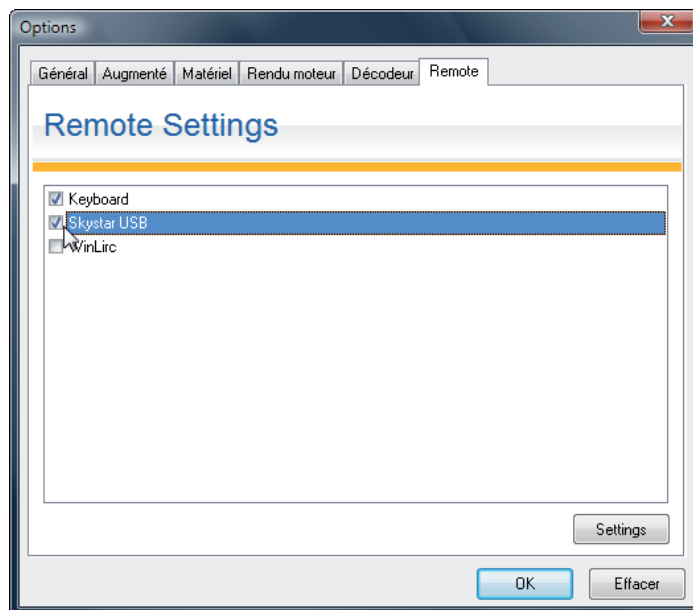 Options
Général Augmenté Matériel Rendu moteur Décodeur Remote
Remote Settings
Keyboard
Skystar USB
WinLirc
Settings
OK Effacer